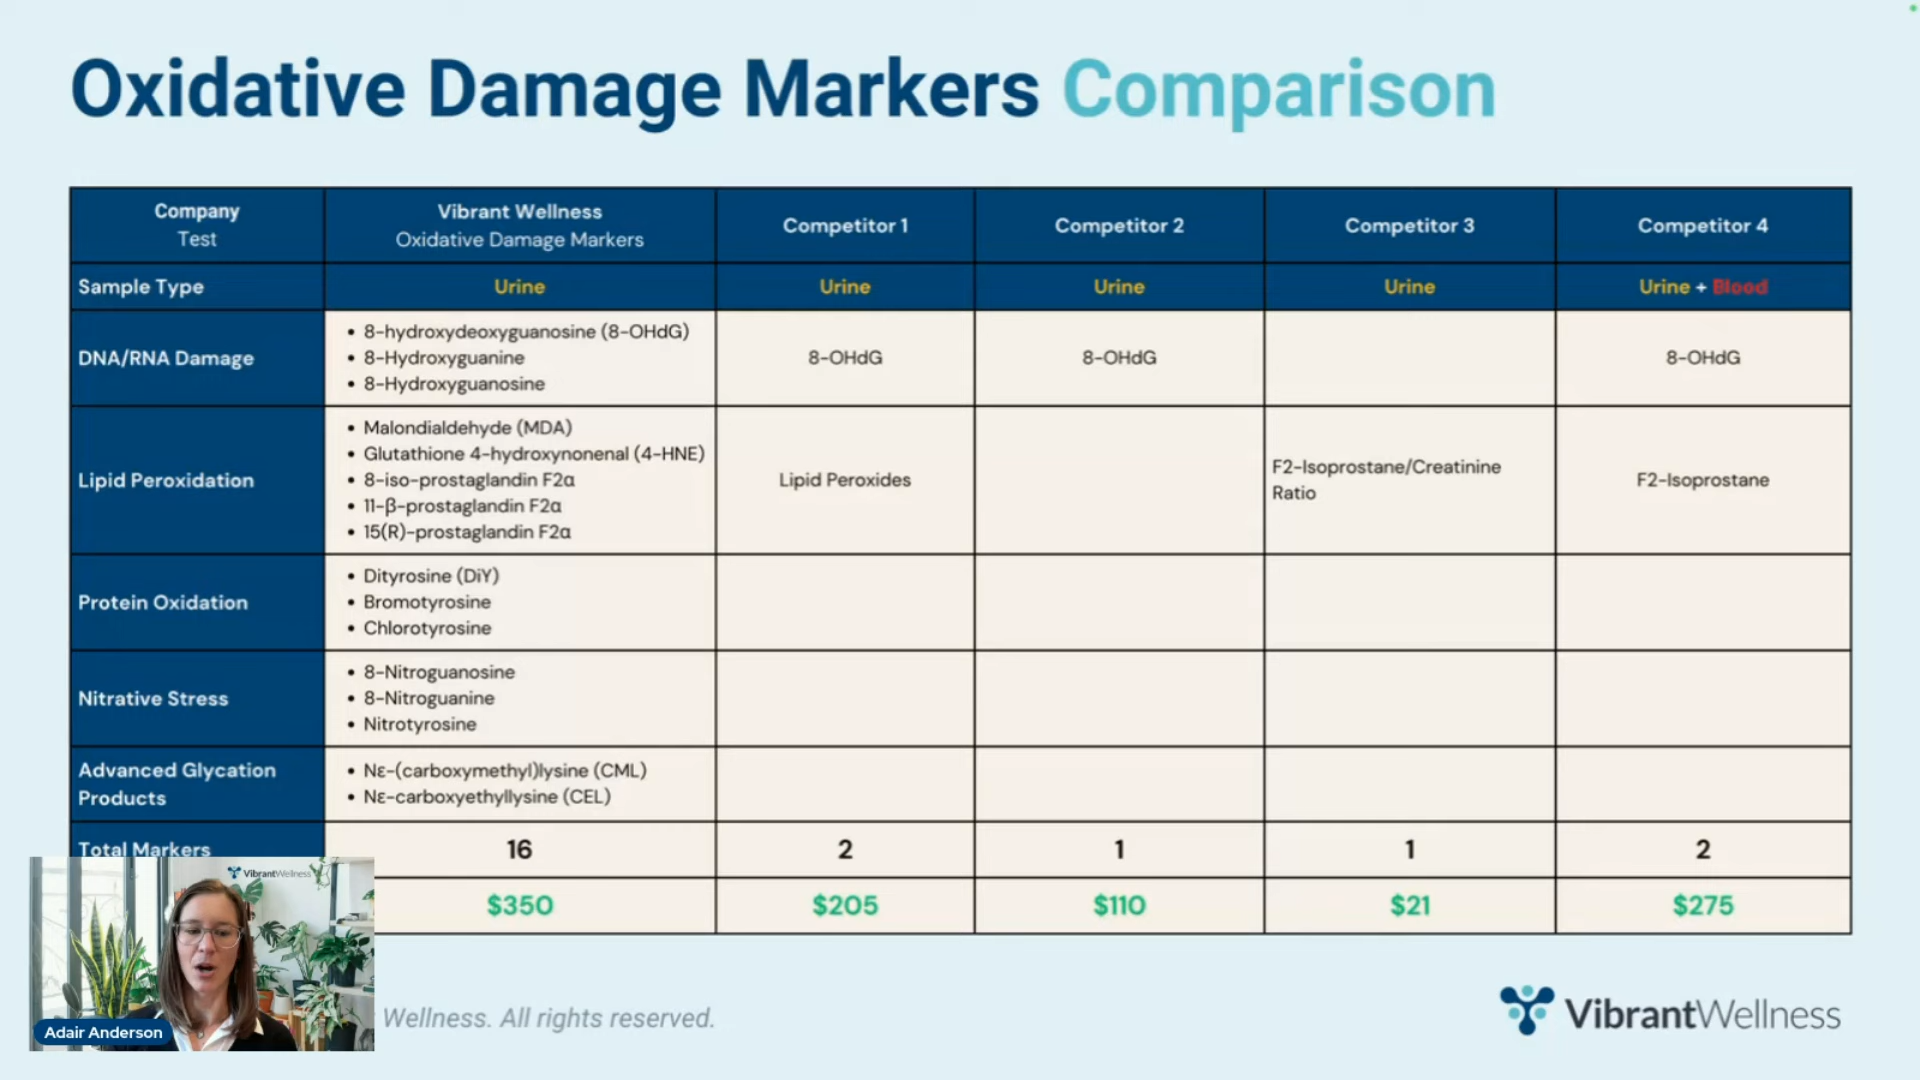 Oxidative Damage Markers Comparison
Company
Test
Vibrant Wellness
Oxidative Damage Markers
Competitor 1
Competitor 2
Competitor 3
Competitor 4
Sample Type
Urine
Urine
Urine
Urine
Urine + Blood
DNA/RNA Damage
• 8-hydroxydeoxyguanosine (8-OHdG)
• 8-Hydroxyguanine
• 8-Hydroxyguanosine
8-OHdG
8-OHdG
8-OHdG
Lipid Peroxidation
• Malondialdehyde (MDA)
• Glutathione 4-hydroxynonenal (4-HNE)
• 8-iso-prostaglandin F2α
• 11-β-prostaglandin F2α
• 15(R)-prostaglandin F2α
Lipid Peroxides
F2-Isoprostane/Creatinine
Ratio
F2-Isoprostane
Protein Oxidation
• Dityrosine (DiY)
• Bromotyrosine
• Chlorotyrosine
Nitrative Stress
• 8-Nitroguanosine
• 8-Nitroguanine
• Nitrotyrosine
Advanced Glycation
Products
• Nε-(carboxymethyl)lysine (CML)
• Nε-carboxyethyllysine (CEL)
Total Markers
16
2
1
1
2
$350
$205
$110
$21
$275
VibrantWellness
Adair Anderson
Wellness. All rights reserved.
VibrantWellness